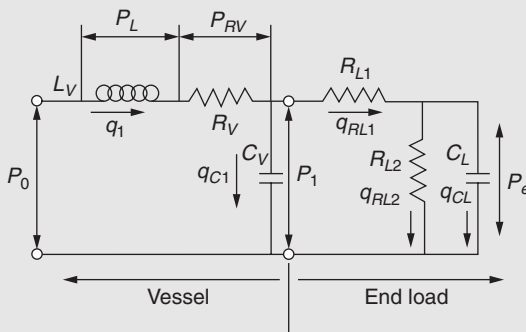 P_L P_RV
L_V R_L1
q_1 R_V q_RL1
C_V R_L2 C_L
P_0 q_C1 P_1 q_RL2 q_CL P_e
Vessel End load